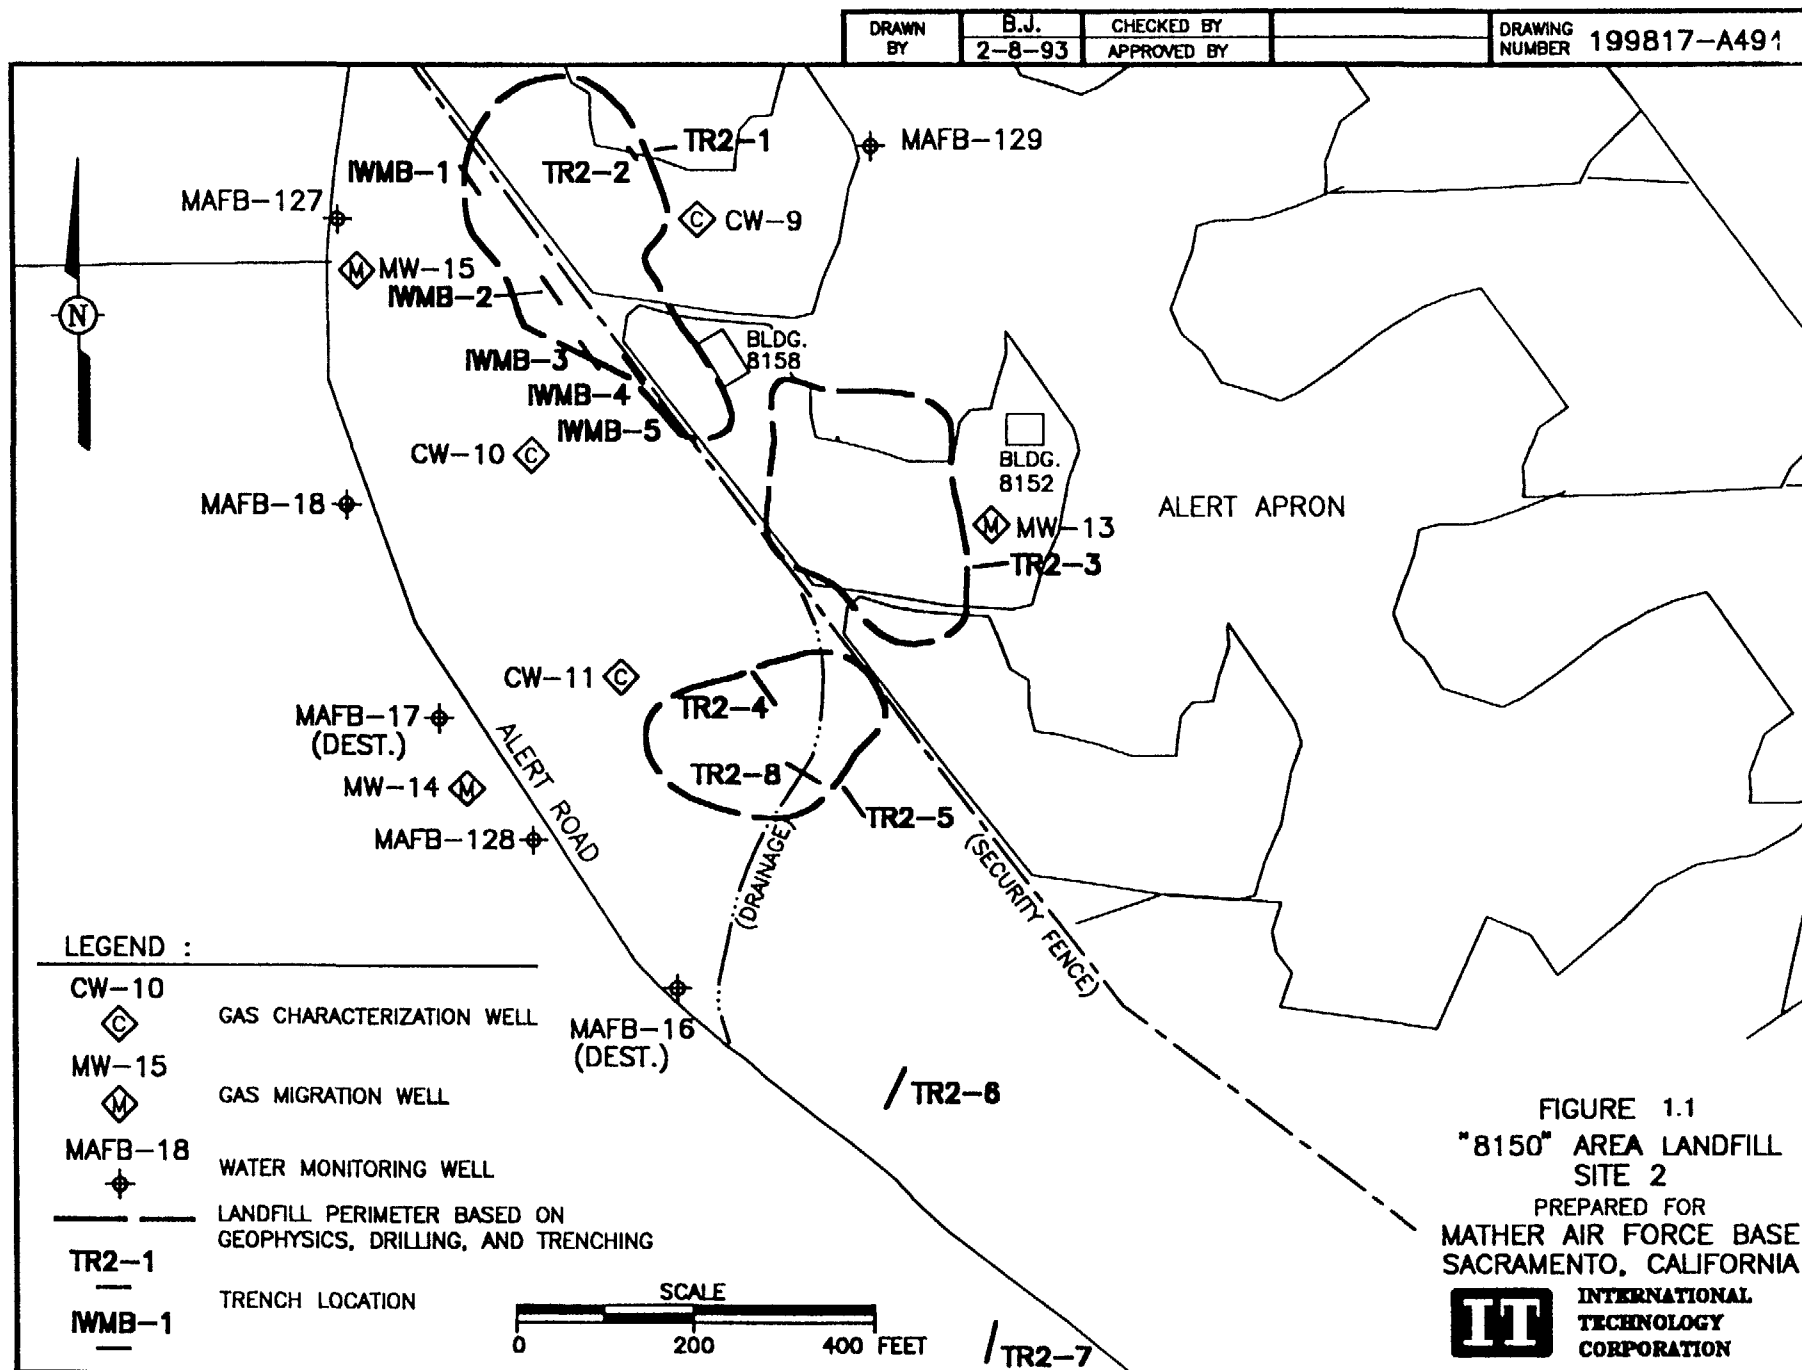 DRAWN BY
B.J.
2-8-93
CHECKED BY
APPROVED BY
DRAWING NUMBER 199817-A491
TR2-1
MAFB-129
IWMB-1
TR2-2
MAFB-127
C CW-9
M MW-15
IWMB-2
N
BLDG.
8158
IWMB-3
IWMB-4
IWMB-5
CW-10 C
BLDG.
8152
MAFB-18
ALERT APRON
M MW-13
TR2-3
CW-11 C
TR2-4
MAFB-17
(DEST.)
ALERT ROAD
TR2-8
MW-14 M
TR2-5
MAFB-128
(DRAINAGE)
(SECURITY FENCE)
LEGEND :
CW-10
C
GAS CHARACTERIZATION WELL
MW-15
M
GAS MIGRATION WELL
MAFB-18
WATER MONITORING WELL
LANDFILL PERIMETER BASED ON
GEOPHYSICS, DRILLING, AND TRENCHING
TR2-1
TRENCH LOCATION
IWMB-1
MAFB-16
(DEST.)
TR2-6
SCALE
0 200 400 FEET
TR2-7
FIGURE 1.1
"8150" AREA LANDFILL
SITE 2
PREPARED FOR
MATHER AIR FORCE BASE
SACRAMENTO, CALIFORNIA
IT
INTERNATIONAL
TECHNOLOGY
CORPORATION